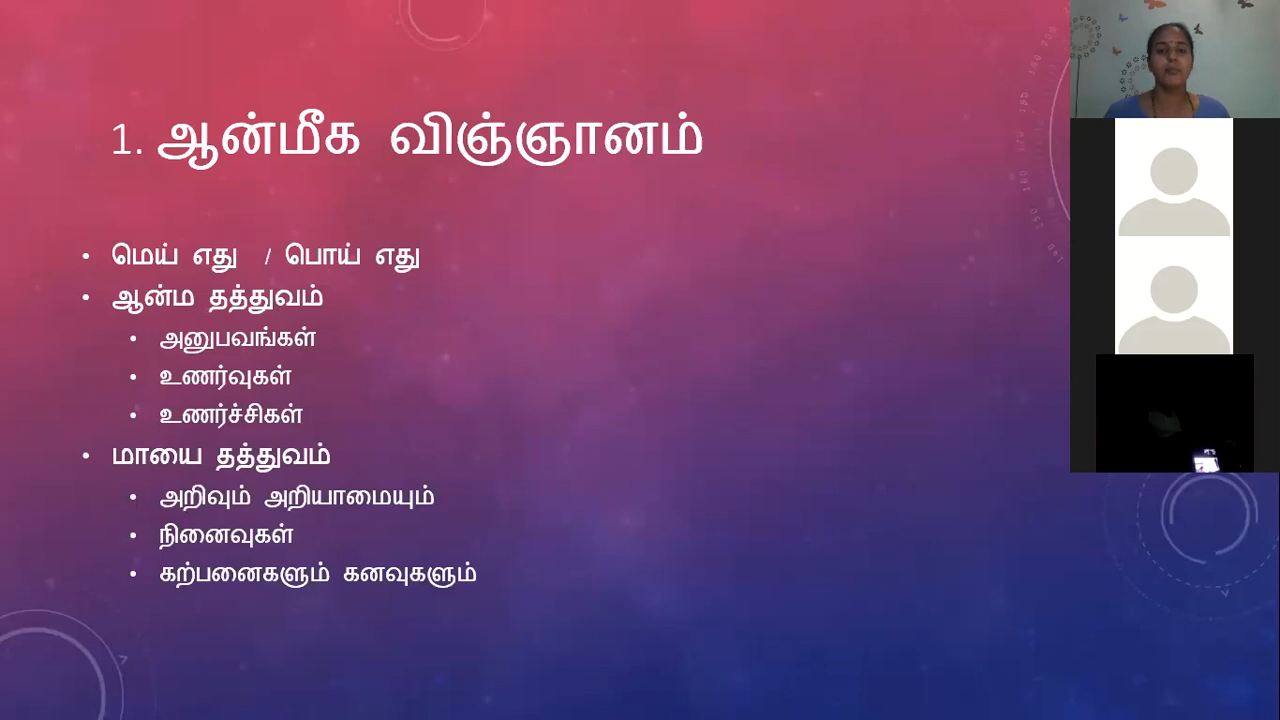 1. ஆன்மீக விஞ்ஞானம்
• மெய் எது / பொய் எது
• ஆன்ம தத்துவம்
• அனுபவங்கள்
• உணர்வுகள்
• உணர்ச்சிகள்
• மாயை தத்துவம்
• அறிவும் அறியாமையும்
• நினைவுகள்
• கற்பனைகளும் கனவுகளும்